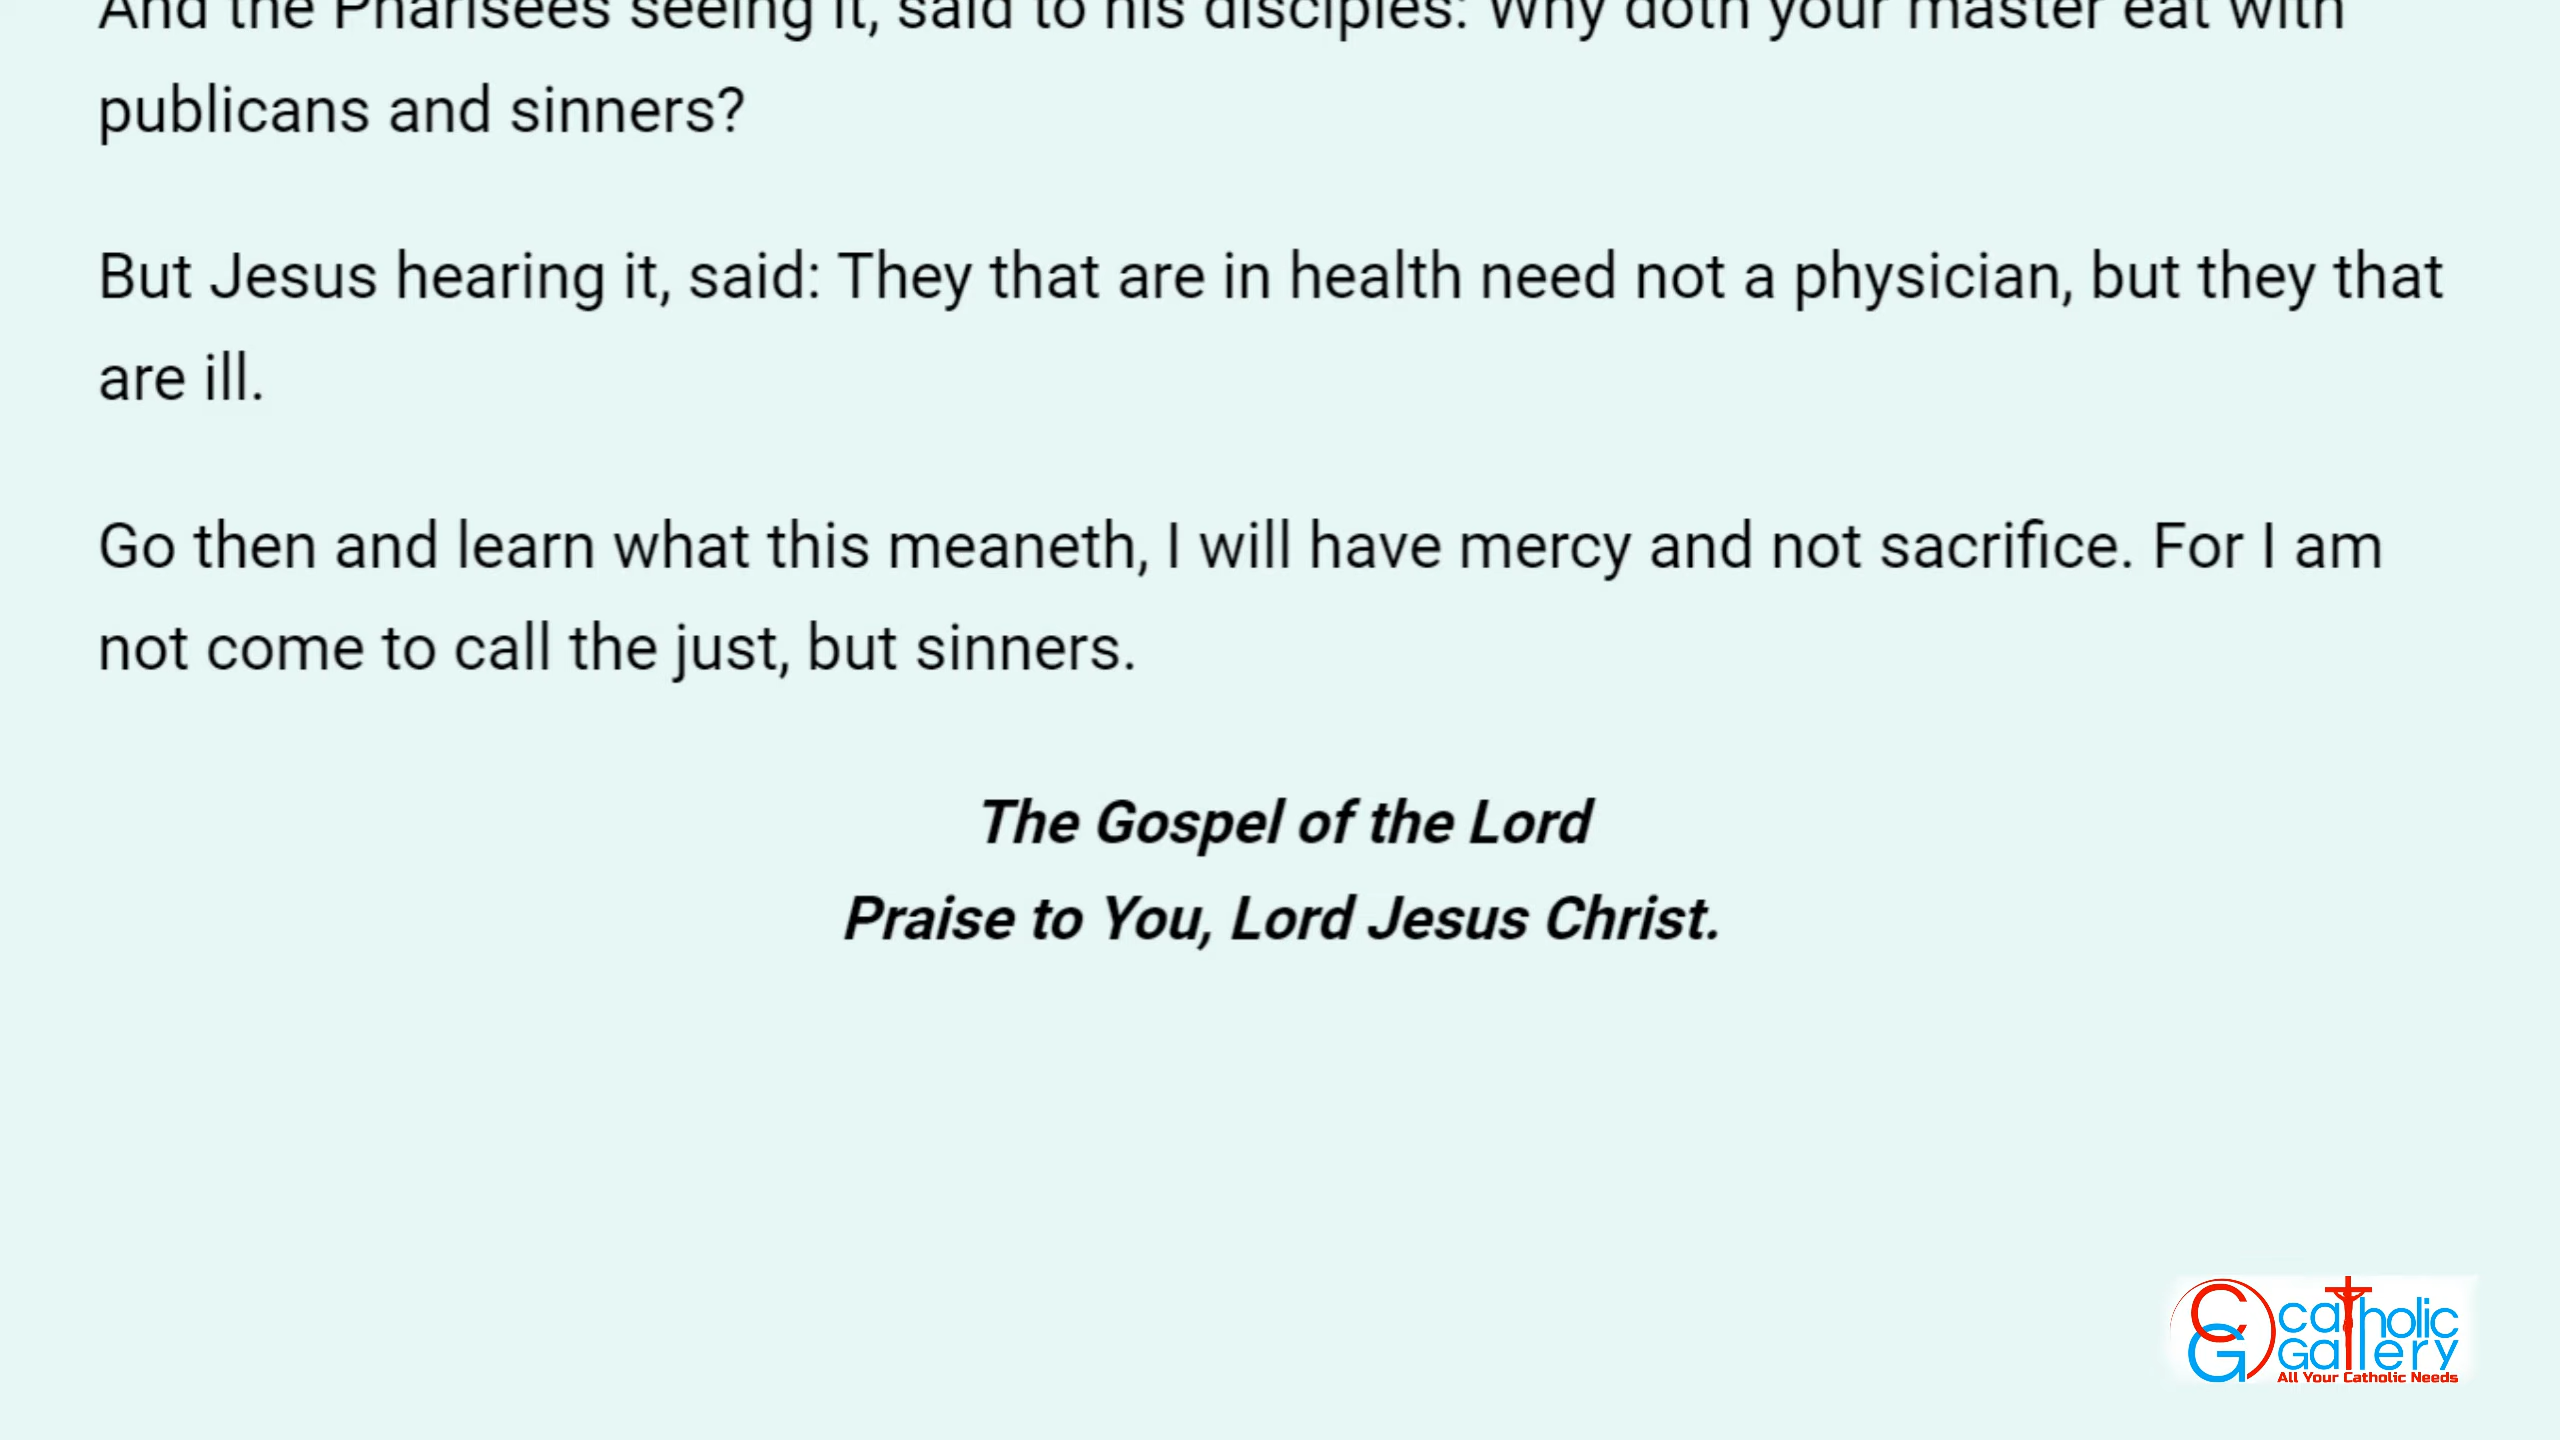 And the Pharisees seeing it, said to his disciples: Why doth your master eat with
publicans and sinners?
But Jesus hearing it, said: They that are in health need not a physician, but they that
are ill.
Go then and learn what this meaneth, I will have mercy and not sacrifice. For I am
not come to call the just, but sinners.
The Gospel of the Lord
Praise to You, Lord Jesus Christ.
CG
catholic
Gallery
All Your Catholic Needs